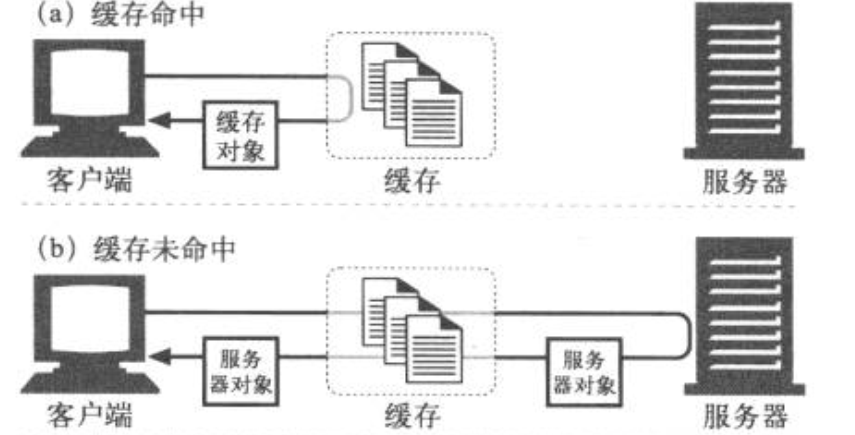 (a) 缓存命中
缓存
对象
客户端
缓存
服务器
(b) 缓存未命中
服务
器对象
服务
器对象
客户端
缓存
服务器